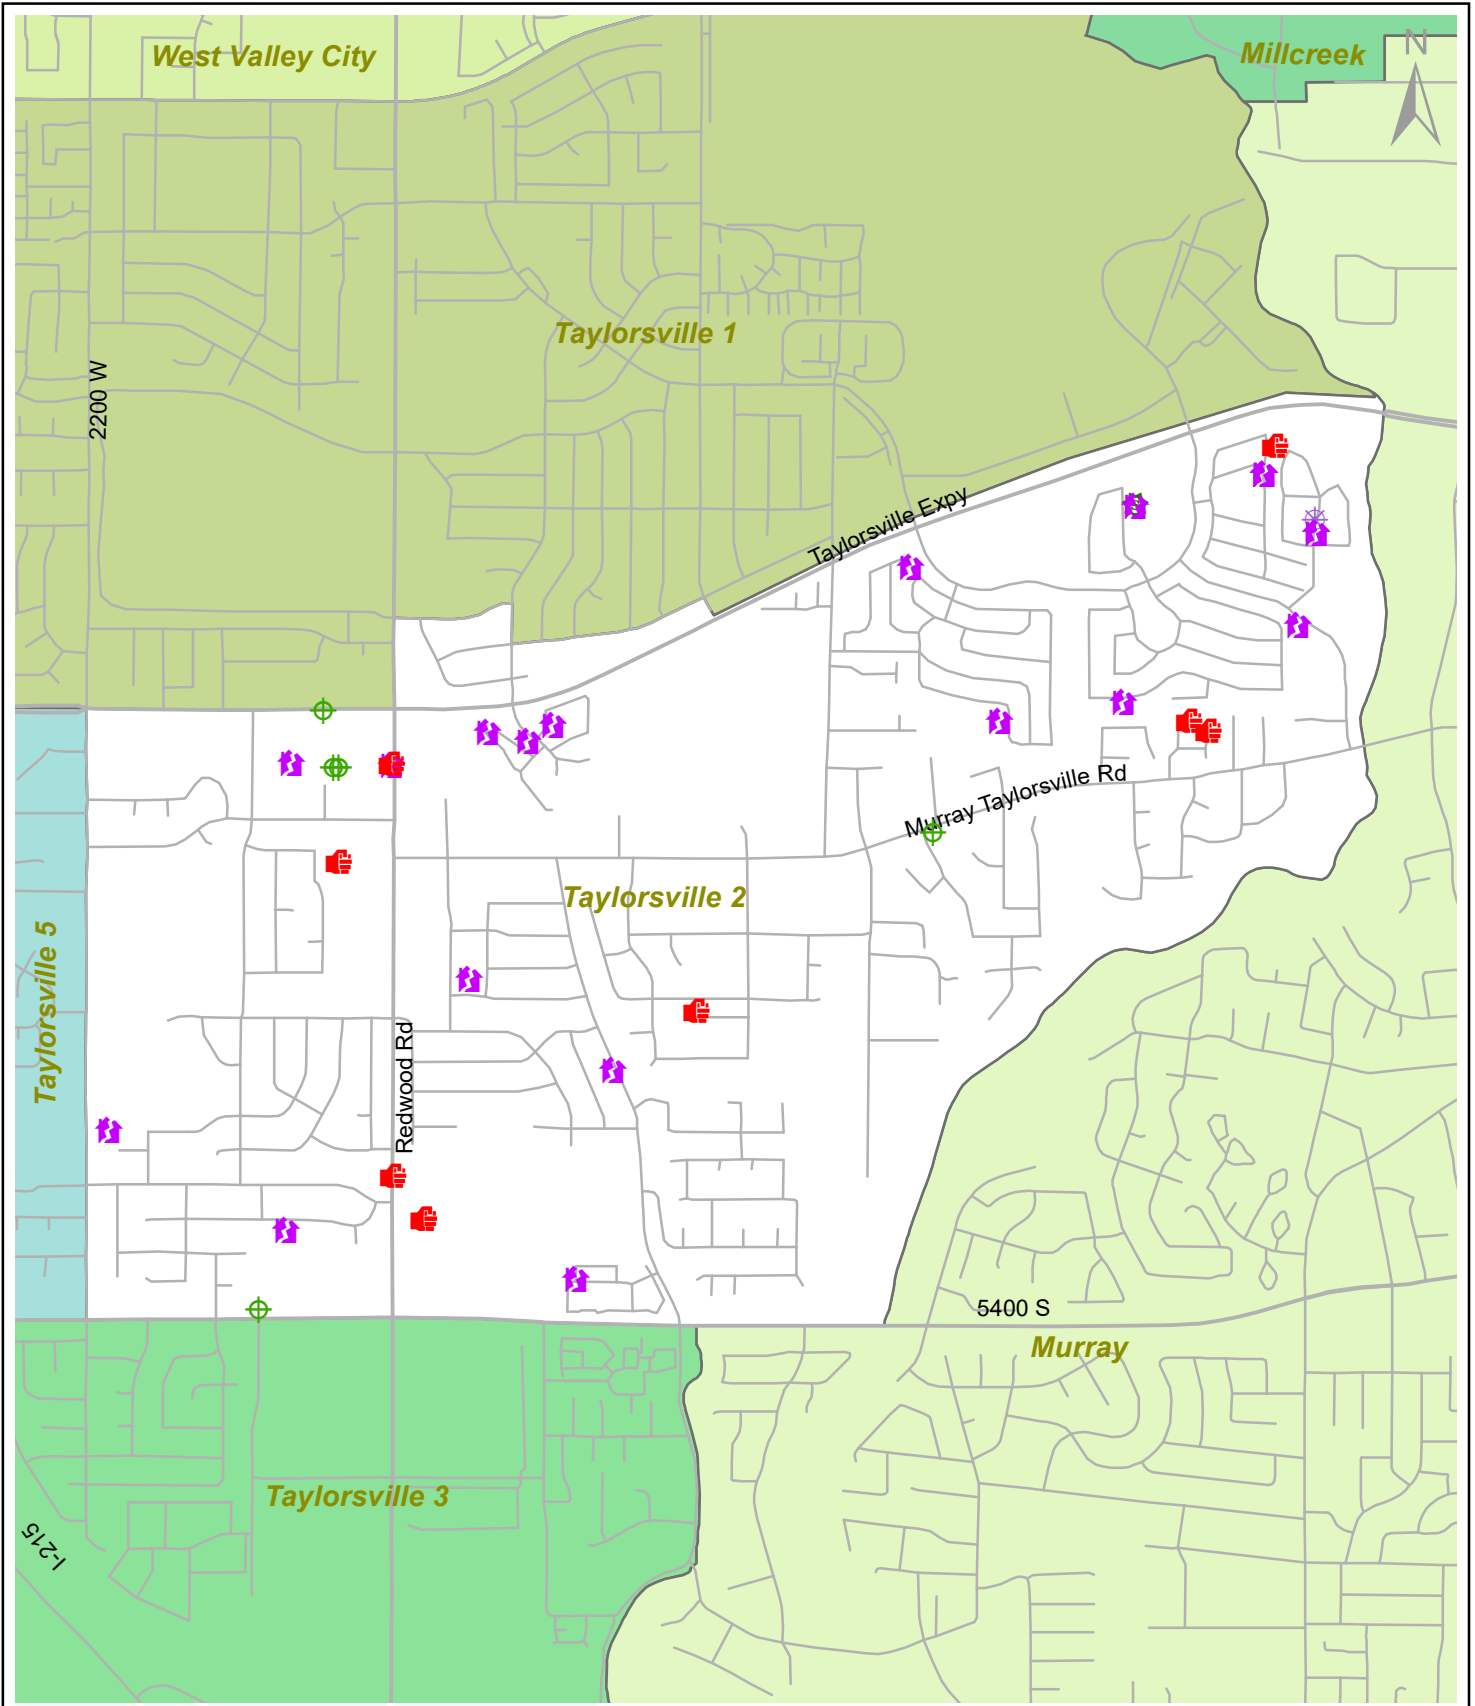 West Valley City
Millcreek
N
Taylorsville 1
2200 W
Taylorsville Expy
Murray Taylorsville Rd
Taylorsville 2
Taylorsville 5
Redwood Rd
5400 S
Murray
Taylorsville 3
I-215